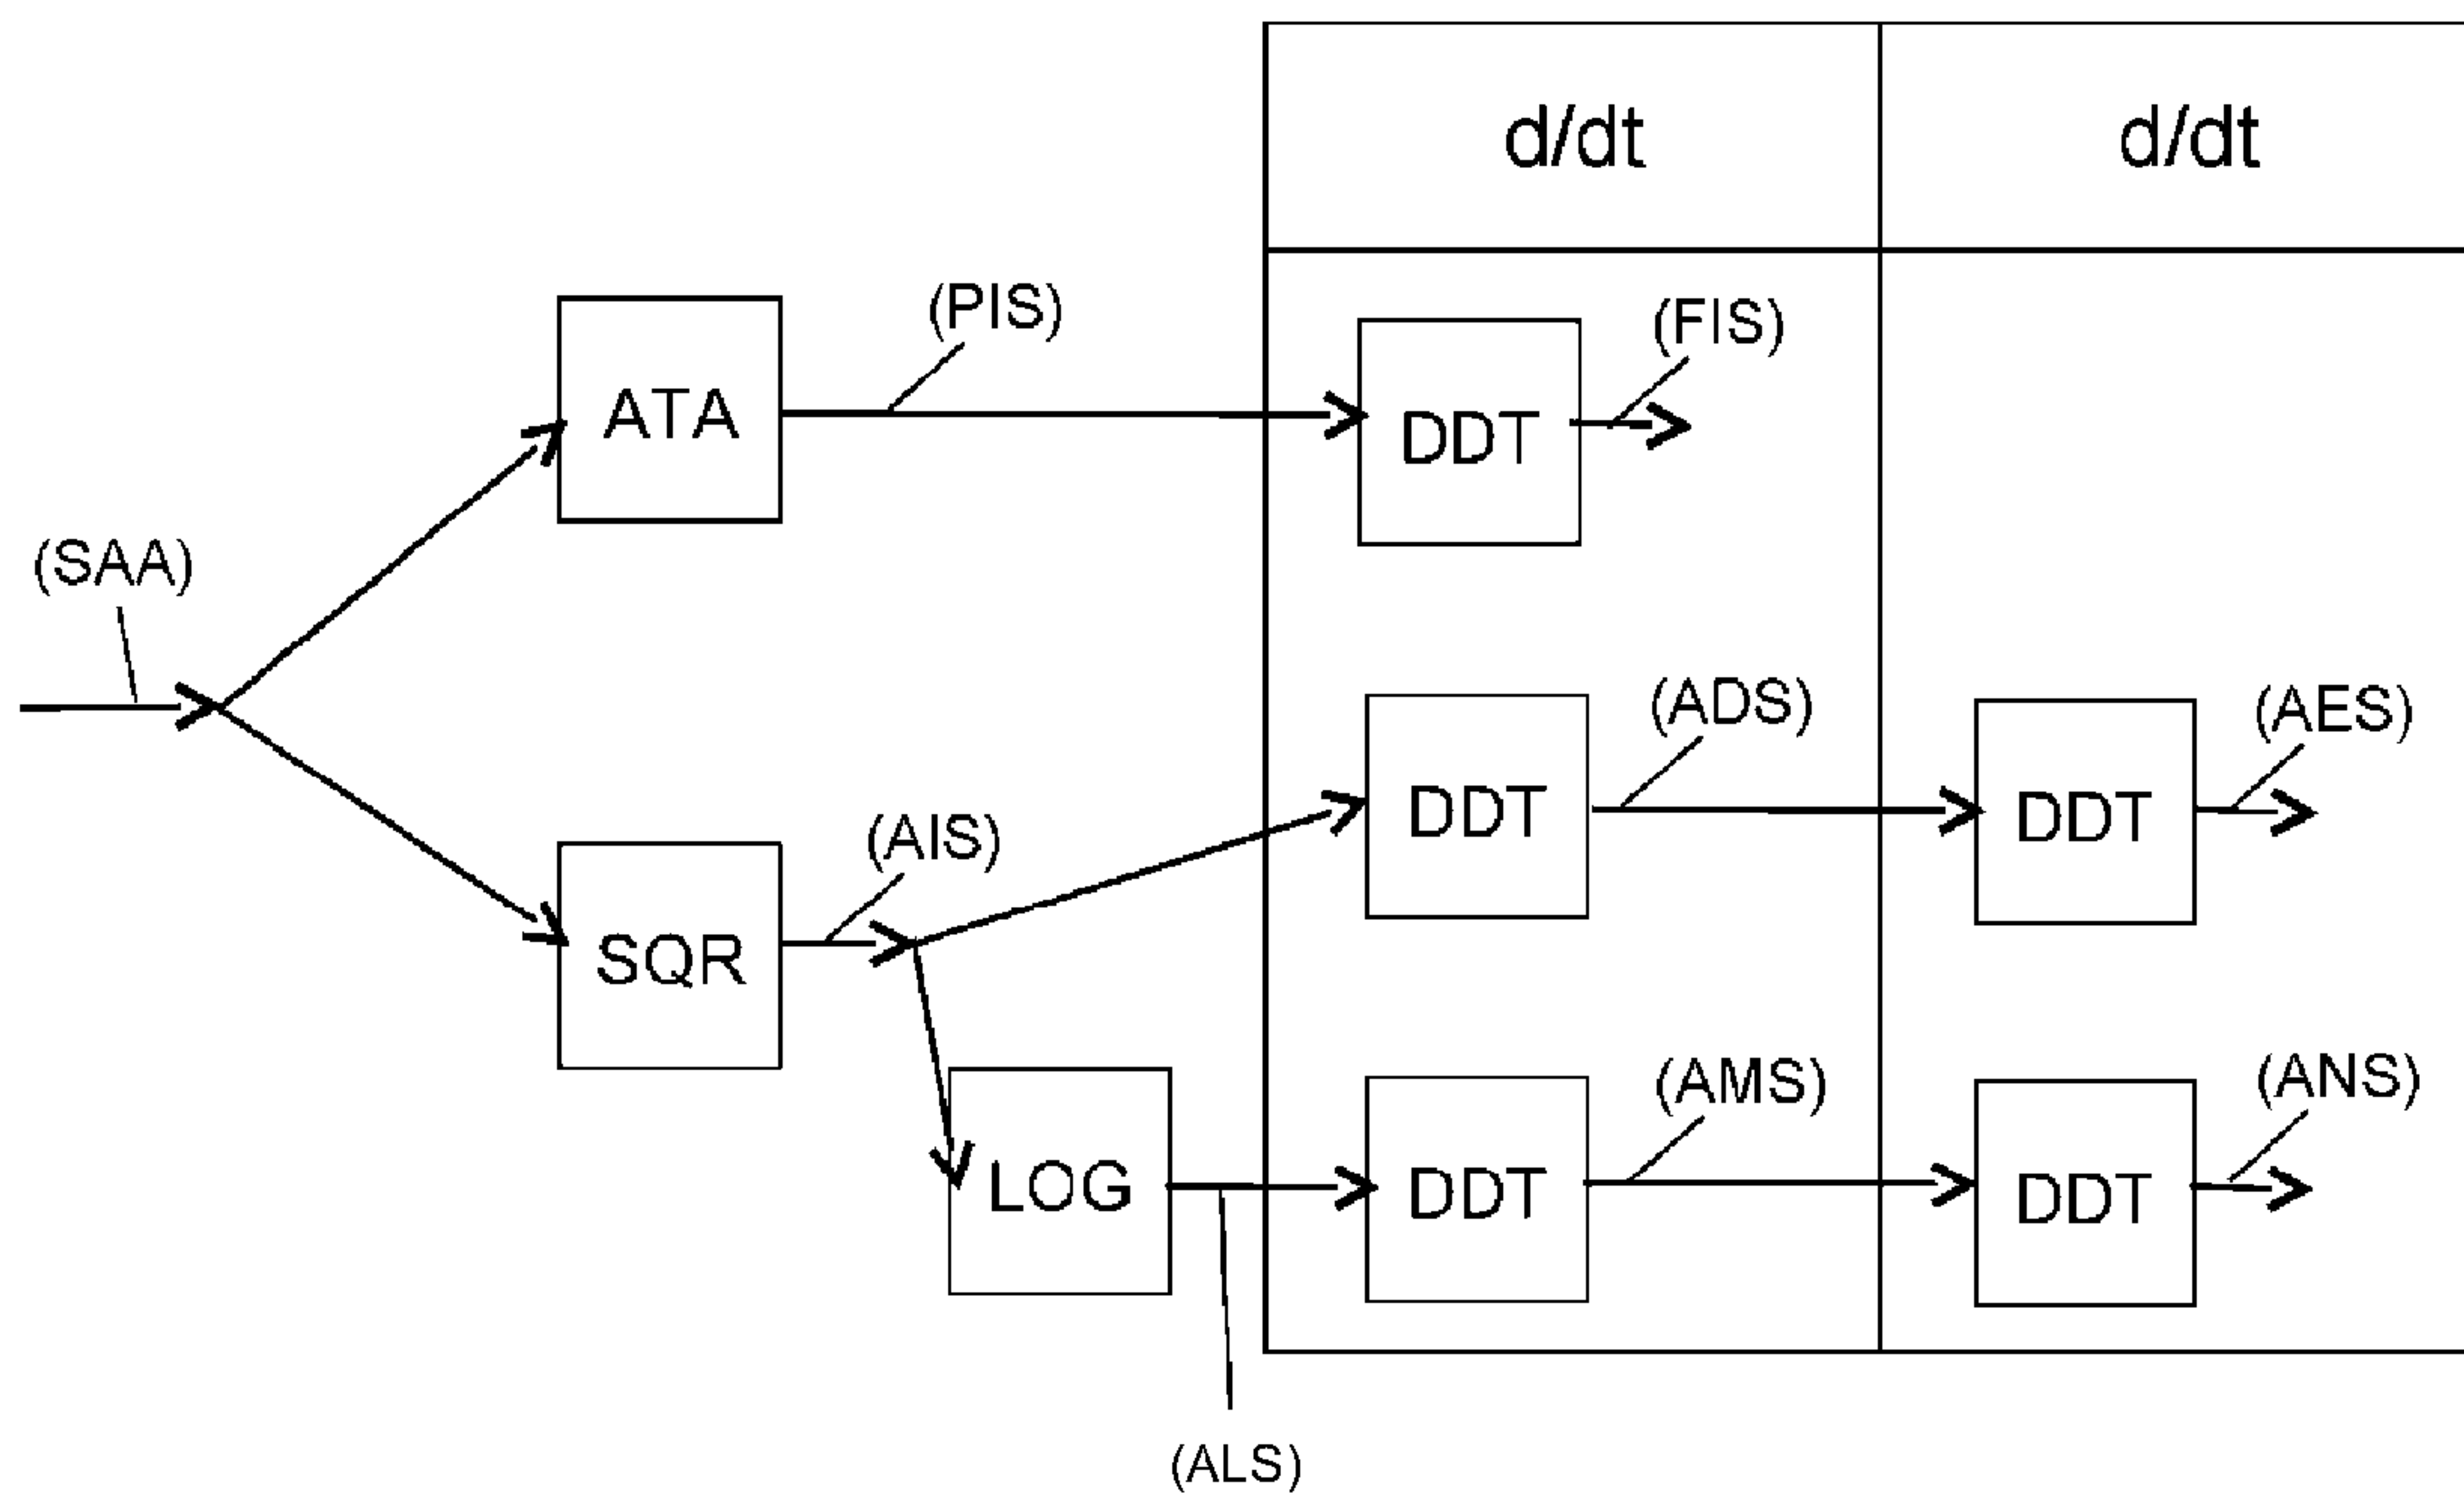 d/dt
d/dt
(PIS)
(FIS)
ATA
DDT
(SAA)
(ADS)
(AES)
DDT
DDT
(AIS)
SQR
(AMS)
(ANS)
LOG
DDT
DDT
(ALS)